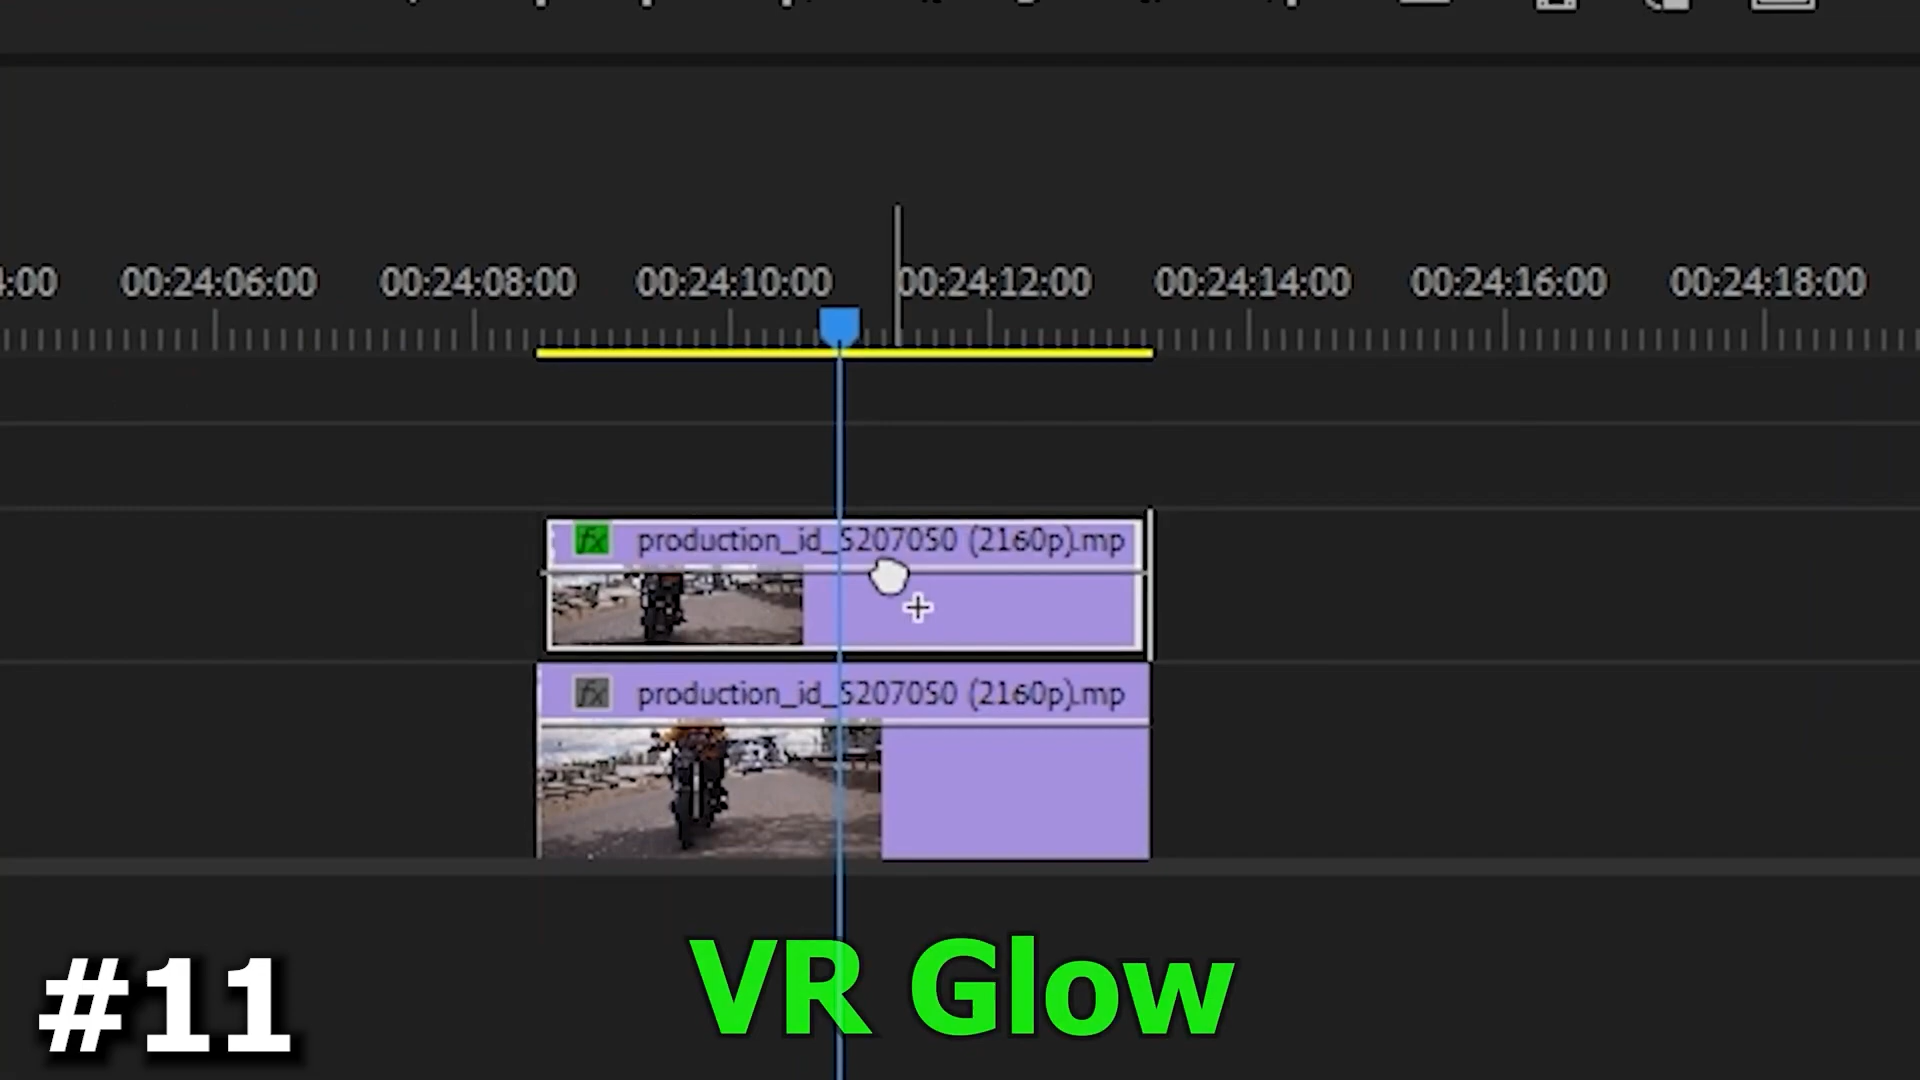 4:00 00:24:06:00 00:24:08:00 00:24:10:00 00:24:12:00 00:24:14:00 00:24:16:00 00:24:18:00
fx production_id_5207050 (2160p).mp
fx production_id_5207050 (2160p).mp
#11 VR Glow